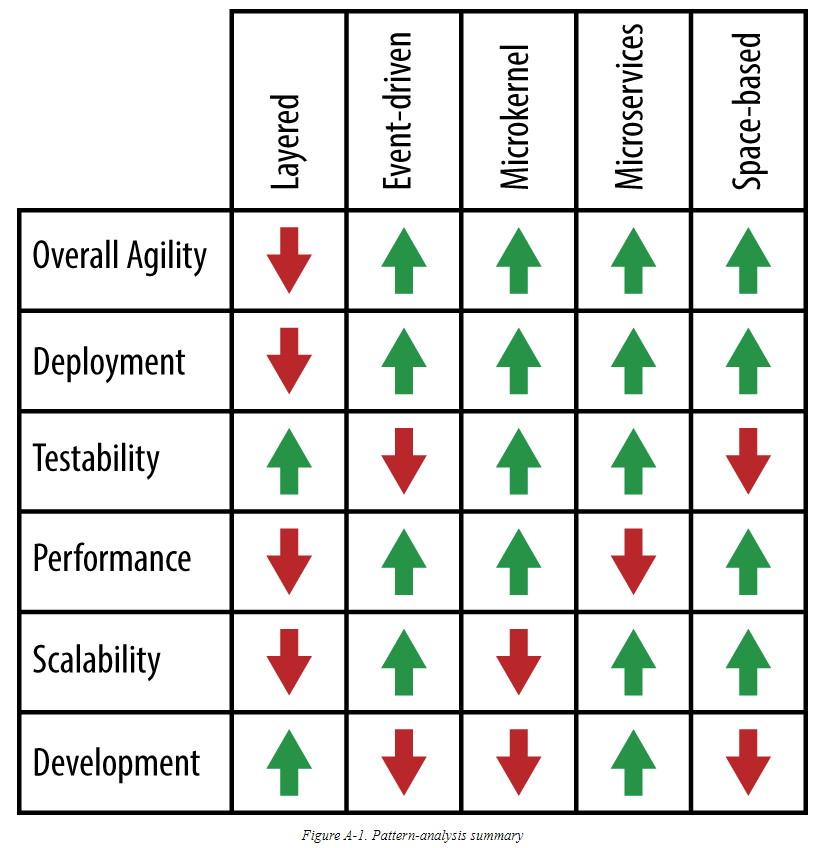 Layered
Event-driven
Microkernel
Microservices
Space-based
Overall Agility
Deployment
Testability
Performance
Scalability
Development
Figure A-1. Pattern-analysis summary